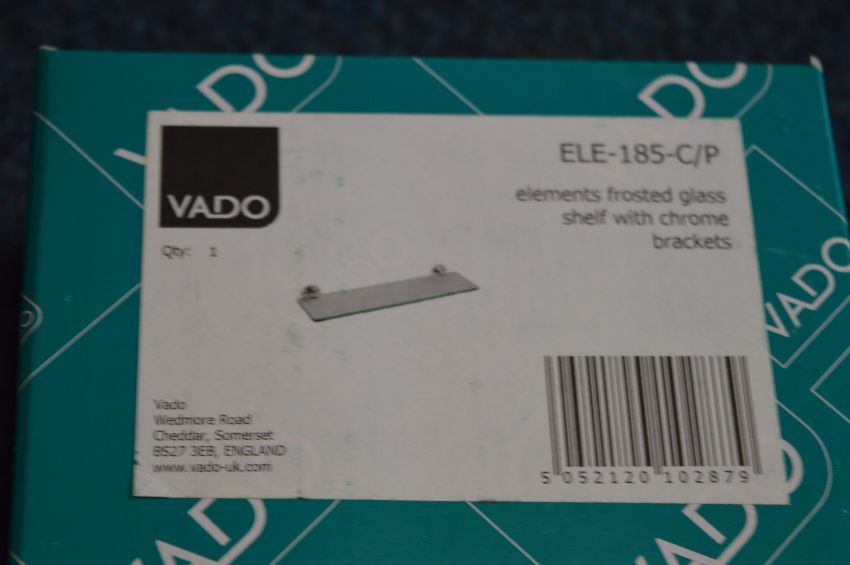 VADO
ELE-185-C/P
elements frosted glass
shelf with chrome
brackets
Qty: 1
Vado
Wedmore Road
Cheddar, Somerset
BS27 3EB, ENGLAND
www.vado-uk.com
5 052120 102879
VADO